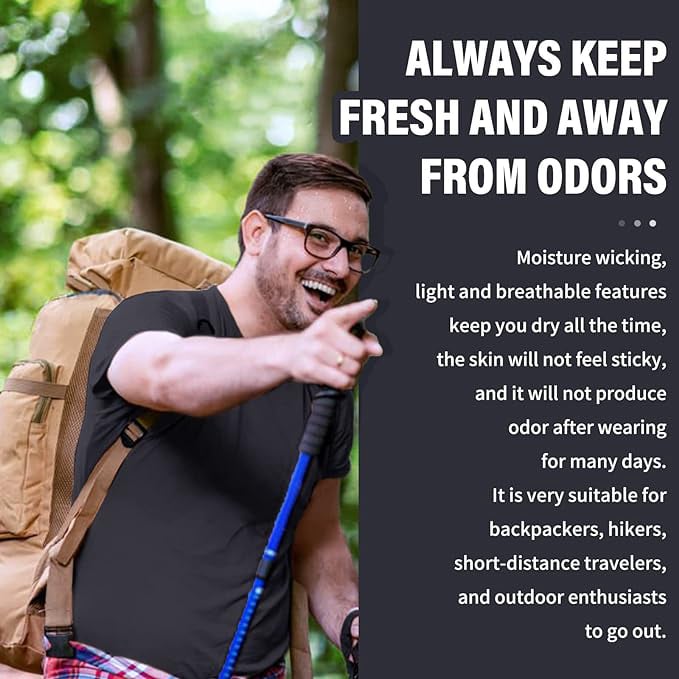 ALWAYS KEEP
FRESH AND AWAY
FROM ODORS
Moisture wicking,
light and breathable features
keep you dry all the time,
the skin will not feel sticky,
and it will not produce
odor after wearing
for many days.
It is very suitable for
backpackers, hikers,
short-distance travelers,
and outdoor enthusiasts
to go out.